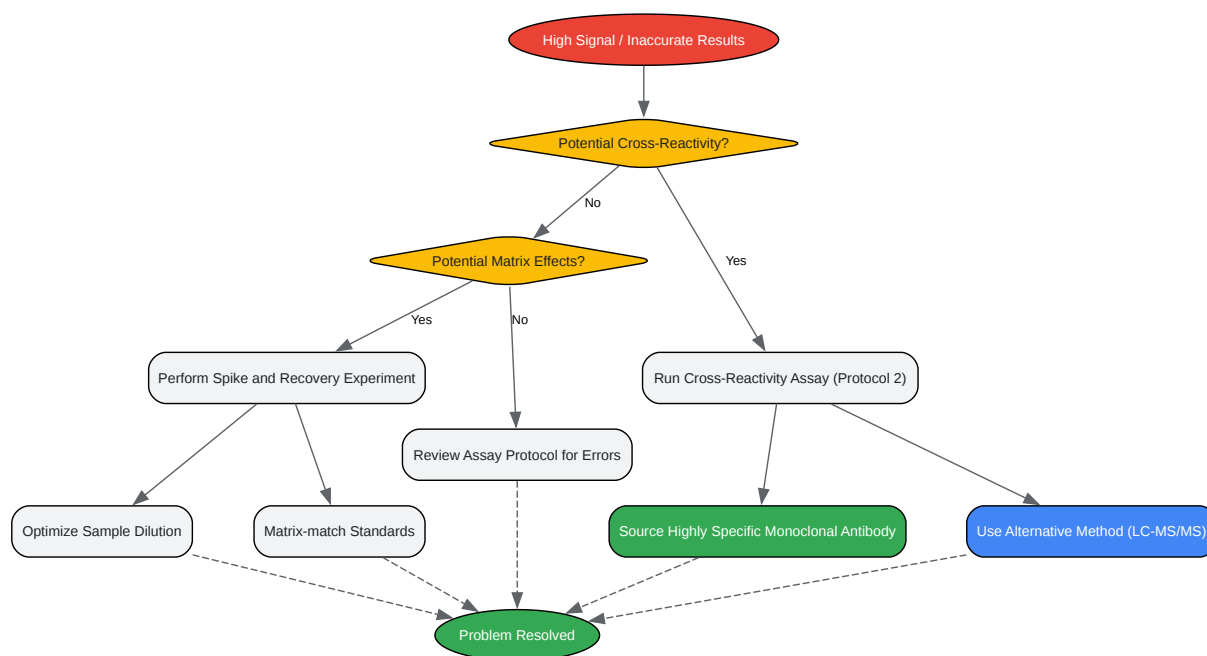 High Signal / Inaccurate Results
Potential Cross-Reactivity?
No
Potential Matrix Effects?
Yes
Yes
No
Perform Spike and Recovery Experiment
Run Cross-Reactivity Assay (Protocol 2)
Review Assay Protocol for Errors
Optimize Sample Dilution
Matrix-match Standards
Source Highly Specific Monoclonal Antibody
Use Alternative Method (LC-MS/MS)
Problem Resolved